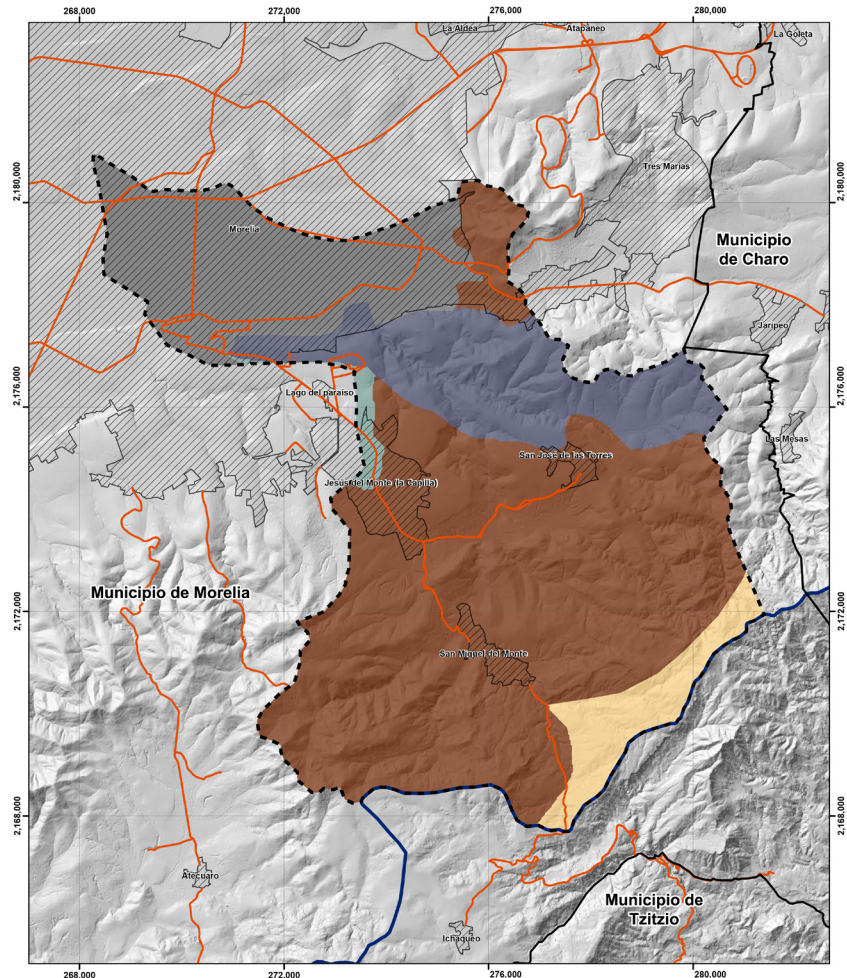 268,000
272,000
276,000
280,000
La Aldea
Atapaneo
La Goleta
2,180,000
2,180,000
Tres Marías
Morelia
Municipio
de Charo
Jaripeo
2,176,000
2,176,000
Lago del paraíso
Las Mesas
San José de las Torres
Jesús del Monte (la Capilla)
Municipio de Morelia
2,172,000
2,172,000
San Miguel del Monte
2,168,000
2,168,000
Atécuaro
Municipio de
Tzitzio
Ichaqueo
268,000
272,000
276,000
280,000